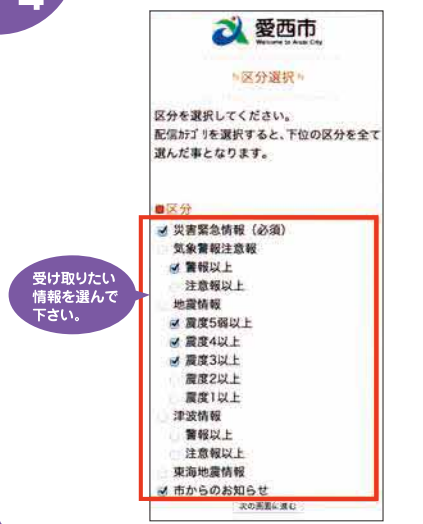 4
愛西市
Welcome to Aisai City
区分選択
区分を選択してください。
配信ｶﾃｺﾞﾘを選択すると、下位の区分を全て
選んだ事となります。
■区分
災害緊急情報（必須）
気象警報注意報
警報以上
注意報以上
地震情報
震度5弱以上
震度4以上
震度3以上
震度2以上
震度1以上
津波情報
警報以上
注意報以上
東海地震情報
市からのお知らせ
次の画面に進む
受け取りたい
情報を選んで
下さい。